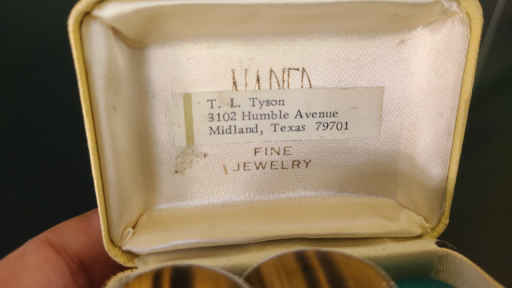 T. L. Tyson
3102 Humble Avenue
Midland, Texas 79701
FINE
JEWELRY